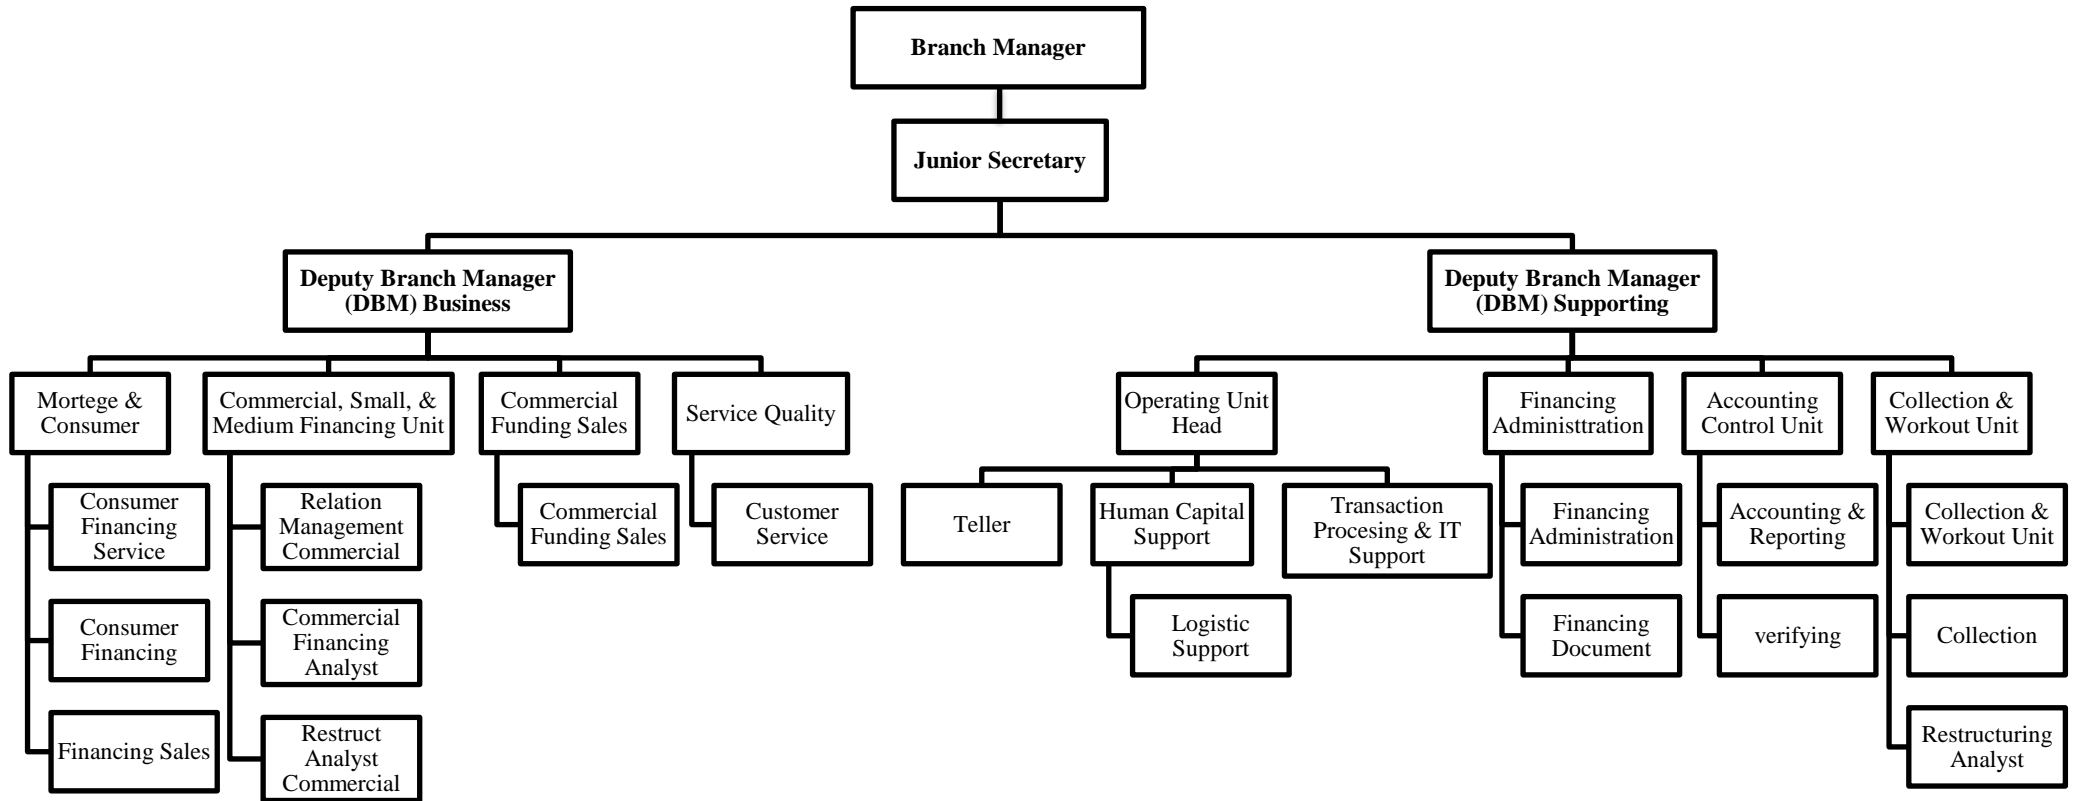 Branch Manager
Junior Secretary
Deputy Branch Manager
(DBM) Business
Deputy Branch Manager
(DBM) Supporting
Mortege &
Consumer
Commercial, Small, &
Medium Financing Unit
Commercial
Funding Sales
Service Quality
Operating Unit
Head
Financing
Administtration
Accounting
Control Unit
Collection &
Workout Unit
Consumer
Financing
Service
Relation
Management
Commercial
Commercial
Funding Sales
Customer
Service
Teller
Human Capital
Support
Transaction
Procesing & IT
Support
Financing
Administration
Accounting &
Reporting
Collection &
Workout Unit
Consumer
Financing
Commercial
Financing
Analyst
Logistic
Support
Financing
Document
verifying
Collection
Financing Sales
Restruct
Analyst
Commercial
Restructuring
Analyst